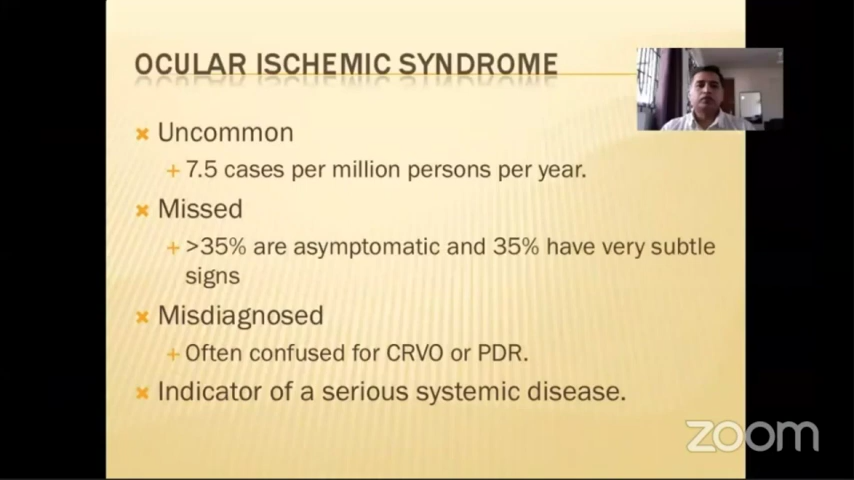 OCULAR ISCHEMIC SYNDROME
Uncommon
7.5 cases per million persons per year.
Missed
>35% are asymptomatic and 35% have very subtle
signs
Misdiagnosed
Often confused for CRVO or PDR.
Indicator of a serious systemic disease.
zoom